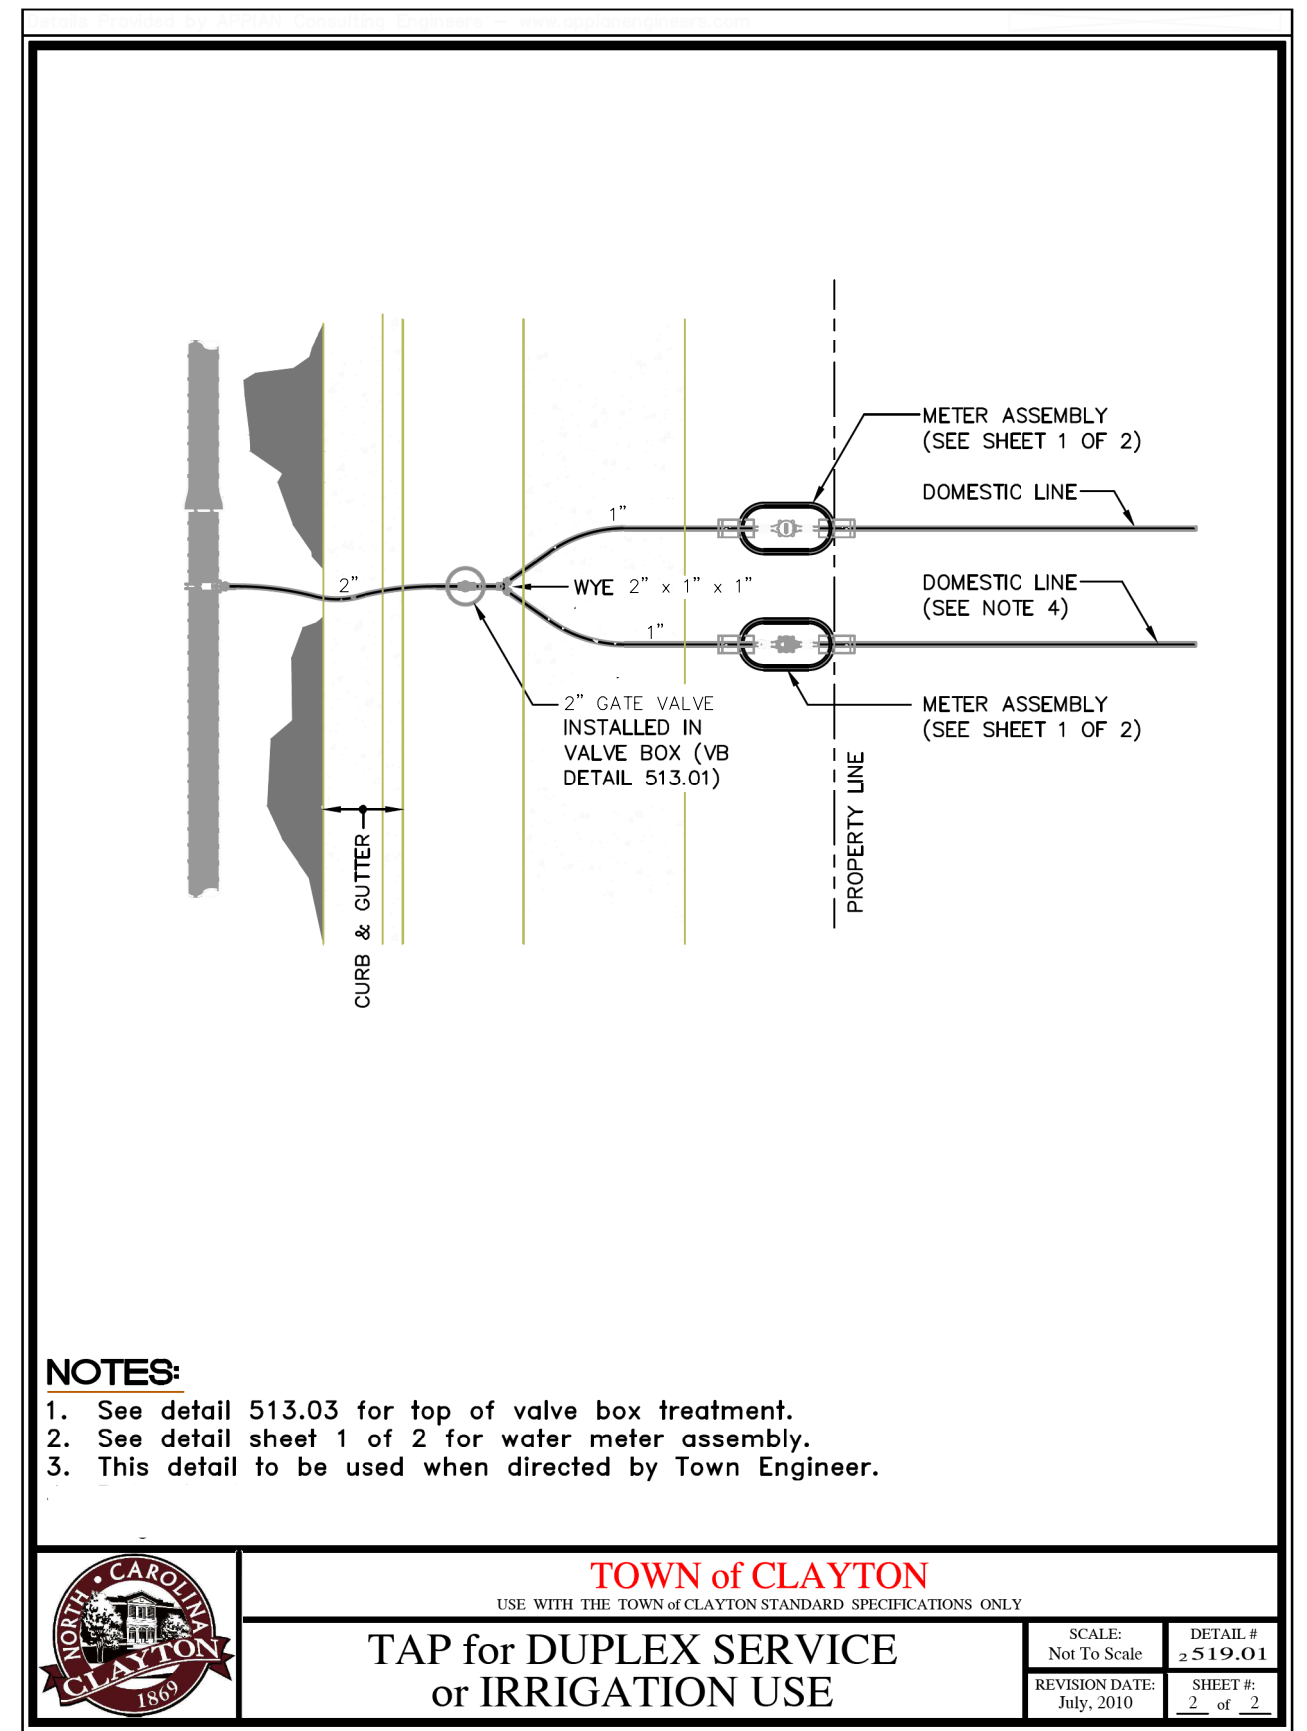 Details Provided by APPIAN Consulting Engineers - www.appianengineers.com
METER ASSEMBLY
(SEE SHEET 1 OF 2)
DOMESTIC LINE
1"
2"
WYE 2" x 1" x 1"
DOMESTIC LINE
(SEE NOTE 4)
1"
2" GATE VALVE
INSTALLED IN
VALVE BOX (VB
DETAIL 513.01)
METER ASSEMBLY
(SEE SHEET 1 OF 2)
PROPERTY LINE
CURB & GUTTER
NOTES:
1. See detail 513.03 for top of valve box treatment.
2. See detail sheet 1 of 2 for water meter assembly.
3. This detail to be used when directed by Town Engineer.
NORTH • CAROLINA
CLAYTON
1869
TOWN of CLAYTON
USE WITH THE TOWN of CLAYTON STANDARD SPECIFICATIONS ONLY
TAP for DUPLEX SERVICE
or IRRIGATION USE
SCALE:
Not To Scale
DETAIL #
2 519.01
REVISION DATE:
July, 2010
SHEET #:
2 of 2